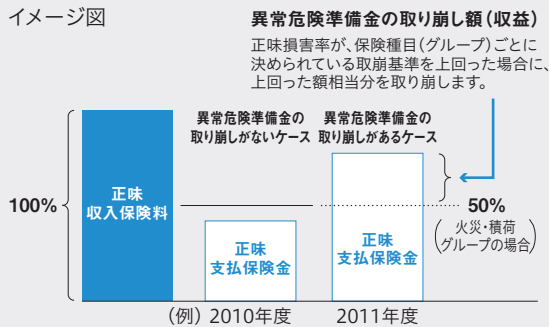 イメージ図
異常危険準備金の取り崩し額（収益）
正味損害率が、保険種目（グループ）ごとに
決められている取崩基準を上回った場合に、
上回った額相当分を取り崩します。
異常危険準備金の
取り崩しがないケース
異常危険準備金の
取り崩しがあるケース
100%
正味
収入保険料
正味
支払保険金
正味
支払保険金
50%
（火災・積荷
グループの場合）
（例）2010年度
2011年度